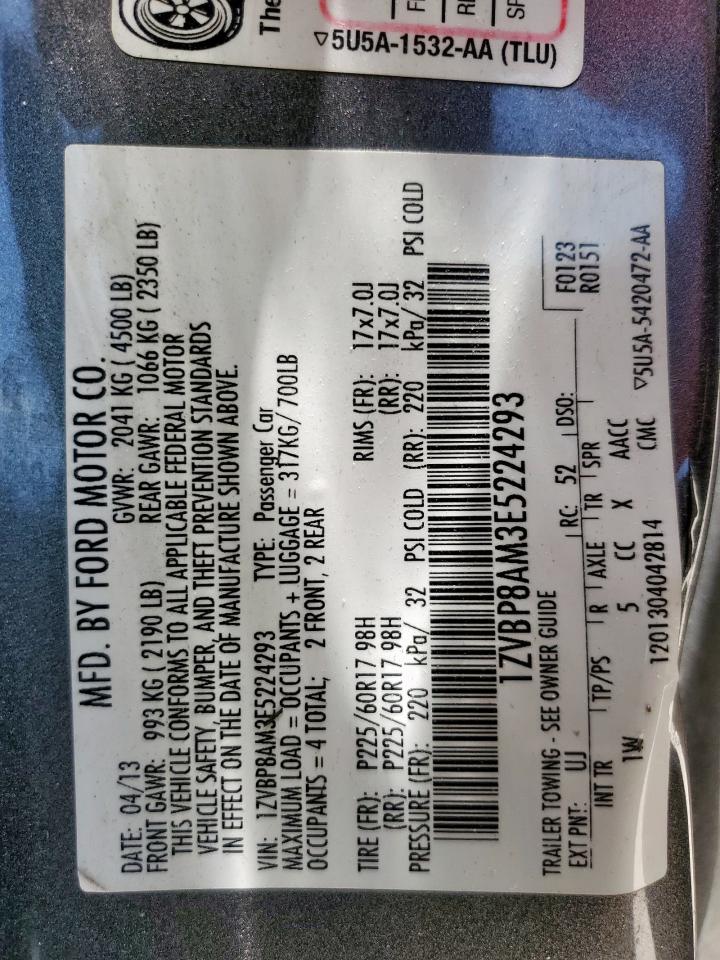 The
F
RI
SP
▽5U5A-1532-AA (TLU)
MFD. BY FORD MOTOR CO.
DATE: 04/13 GVWR: 2041 KG ( 4500 LB)
FRONT GAWR: 993 KG ( 2190 LB) REAR GAWR: 1066 KG ( 2350 LB)
THIS VEHICLE CONFORMS TO ALL APPLICABLE FEDERAL MOTOR
VEHICLE SAFETY, BUMPER, AND THEFT PREVENTION STANDARDS
IN EFFECT ON THE DATE OF MANUFACTURE SHOWN ABOVE.
VIN: 1ZVBP8AM3E5224293 TYPE: Passenger Car
MAXIMUM LOAD = OCCUPANTS + LUGGAGE = 317KG/ 700LB
OCCUPANTS = 4 TOTAL; 2 FRONT, 2 REAR
TIRE (FR): P225/60R17 98H RIMS (FR): 17x7.0J
(RR): P225/60R17 98H (RR): 17x7.0J
PRESSURE (FR): 220 kPa/ 32 PSI COLD (RR): 220 kPa/ 32 PSI COLD
1ZVBP8AM3E5224293
TRAILER TOWING - SEE OWNER GUIDE
EXT PNT: UJ RC: 52 DSO: F0123
R0151
INT TR TP/PS R AXLE TR SPR
1W 5 CC X AACC
1201304042814 CMC ▽5U5A-5420472-AA